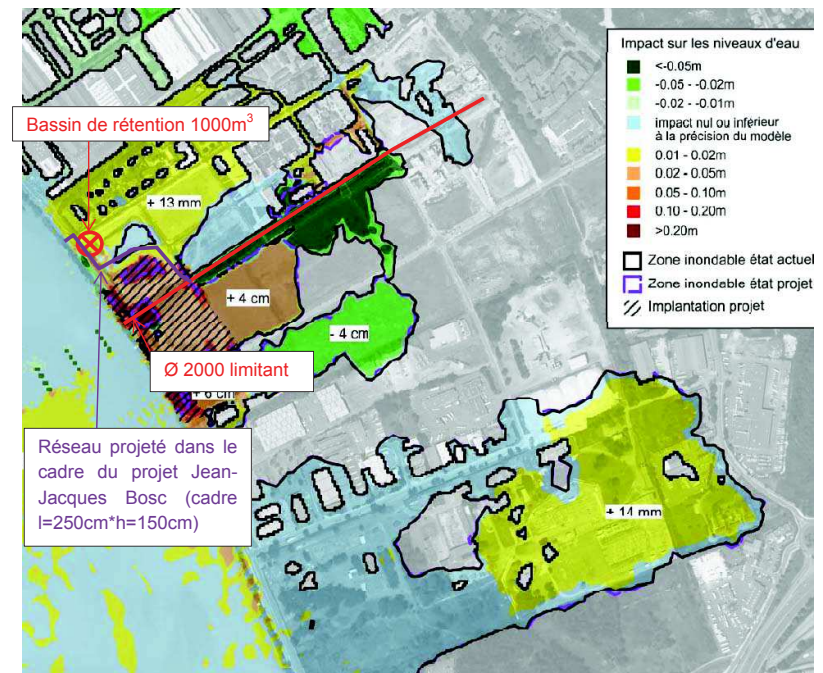 Impact sur les niveaux d'eau
<-0.05m
-0.05 - -0.02m
-0.02 - -0.01m
impact nul ou inférieur
à la précision du modèle
0.01 - 0.02m
0.02 - 0.05m
0.05 - 0.10m
0.10 - 0.20m
>0.20m
Zone inondable état actuel
Zone inondable état projet
Implantation projet
Bassin de rétention 1000m³
+ 13 mm
+ 4 cm
- 4 cm
Ø 2000 limitant
+ 6 cm
Réseau projeté dans le
cadre du projet Jean-
Jacques Bosc (cadre
l=250cm*h=150cm)
+ 14 mm